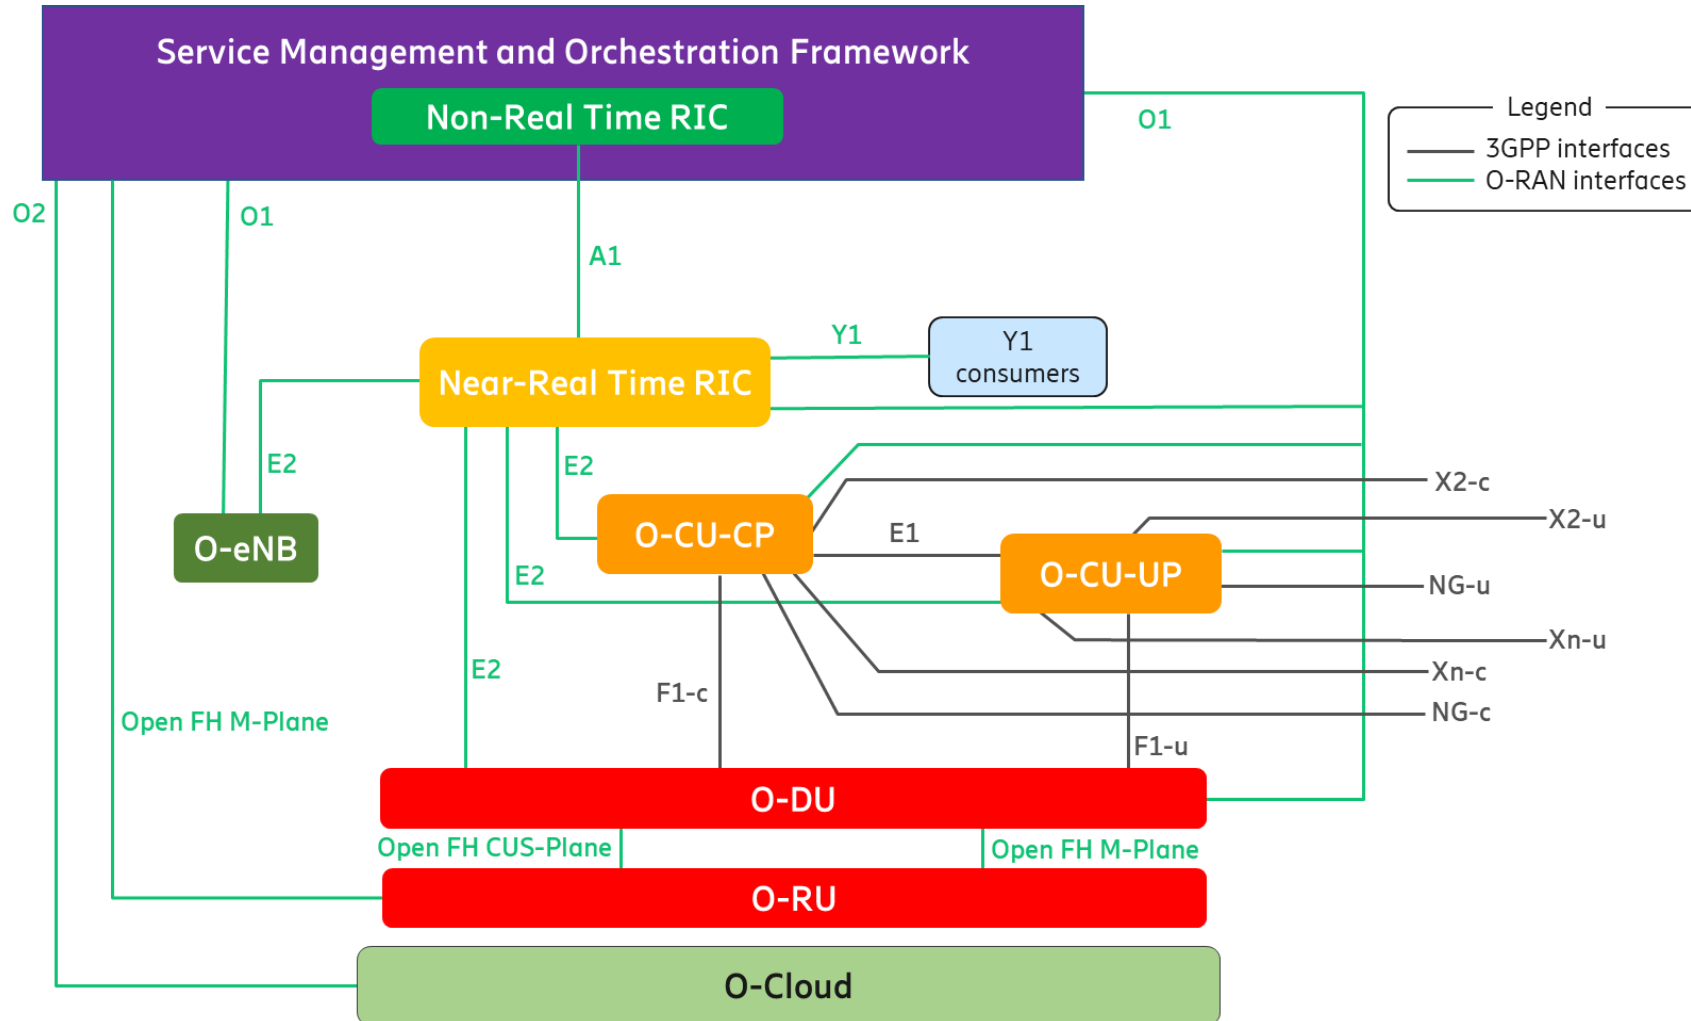 Service Management and Orchestration Framework
Non-Real Time RIC
O1
Legend
3GPP interfaces
O-RAN interfaces
O2
O1
A1
Y1
Y1
consumers
Near-Real Time RIC
E2
E2
X2-c
X2-u
O-CU-CP
E1
O-eNB
O-CU-UP
E2
NG-u
Xn-u
E2
Xn-c
F1-c
NG-c
Open FH M-Plane
F1-u
O-DU
Open FH CUS-Plane
Open FH M-Plane
O-RU
O-Cloud